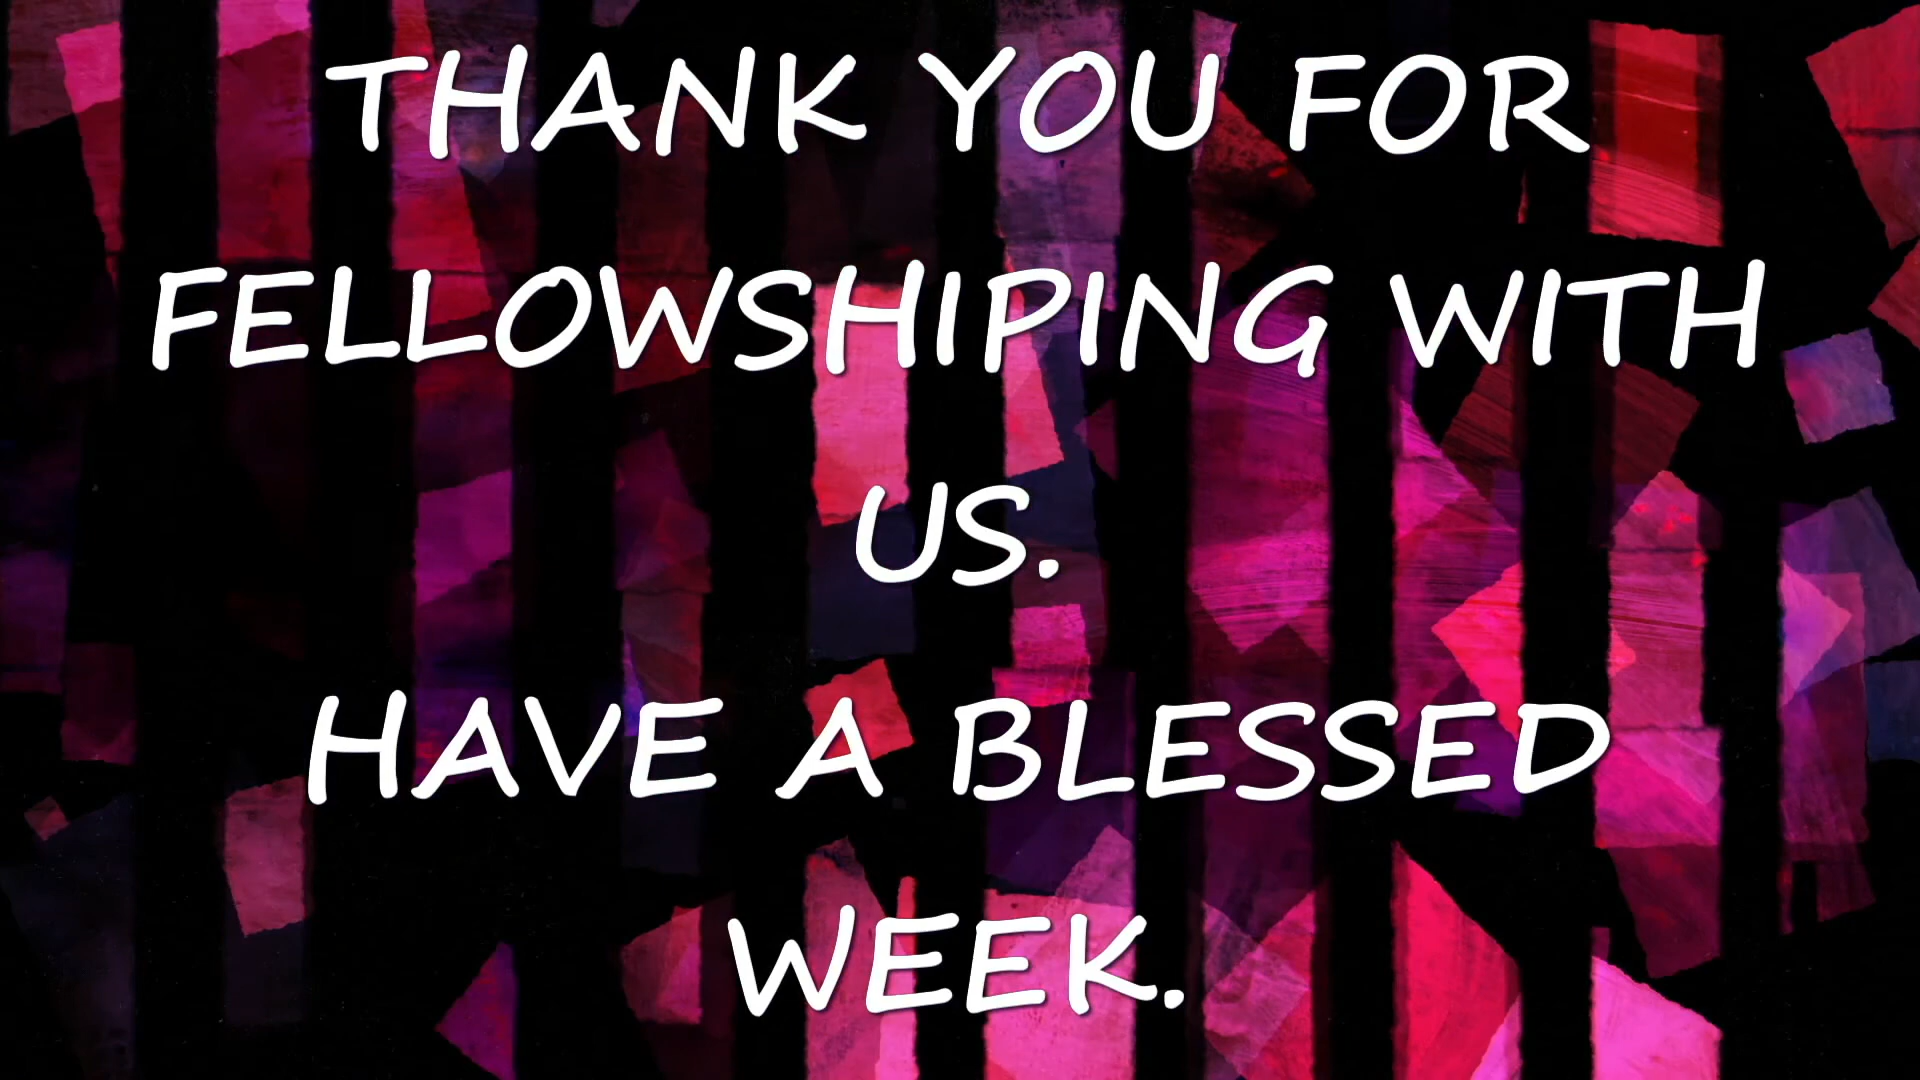 THANK YOU FOR
FELLOWSHIPING WITH
US.
HAVE A BLESSED
WEEK.